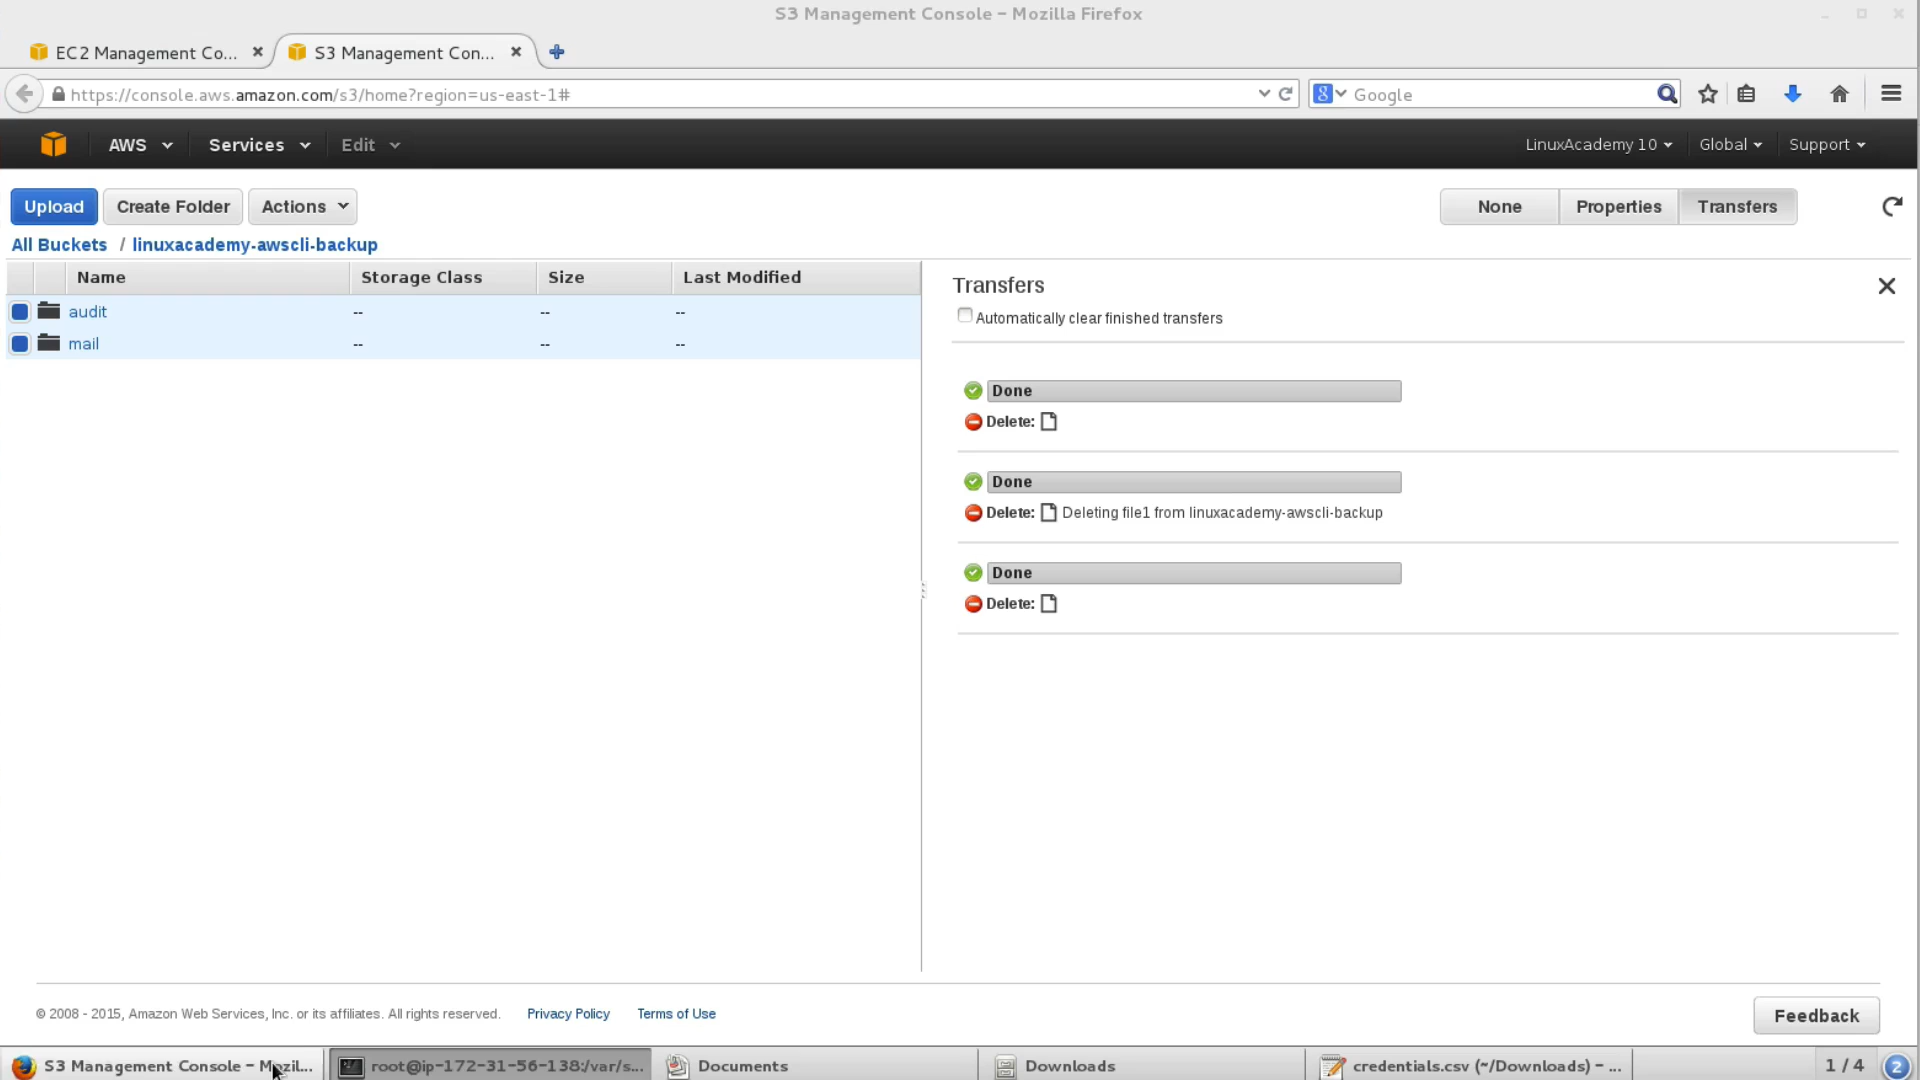 S3 Management Console - Mozilla Firefox
EC2 Management Co...
S3 Management Con...
https://console.aws.amazon.com/s3/home?region=us-east-1#
8
Google
AWS
Services
Edit
LinuxAcademy 10
Global
Support
Upload
Create Folder
Actions
None
Properties
Transfers
All Buckets / linuxacademy-awscli-backup
Name
Storage Class
Size
Last Modified
audit
--
--
--
mail
--
--
--
Transfers
Automatically clear finished transfers
Done
Delete:
Done
Delete: Deleting file1 from linuxacademy-awscli-backup
Done
Delete:
© 2008 - 2015, Amazon Web Services, Inc. or its affiliates. All rights reserved.
Privacy Policy
Terms of Use
Feedback
S3 Management Console - Mozil...
root@ip-172-31-56-138:/var/s...
Documents
Downloads
credentials.csv (~/Downloads) - ...
1 / 4
2